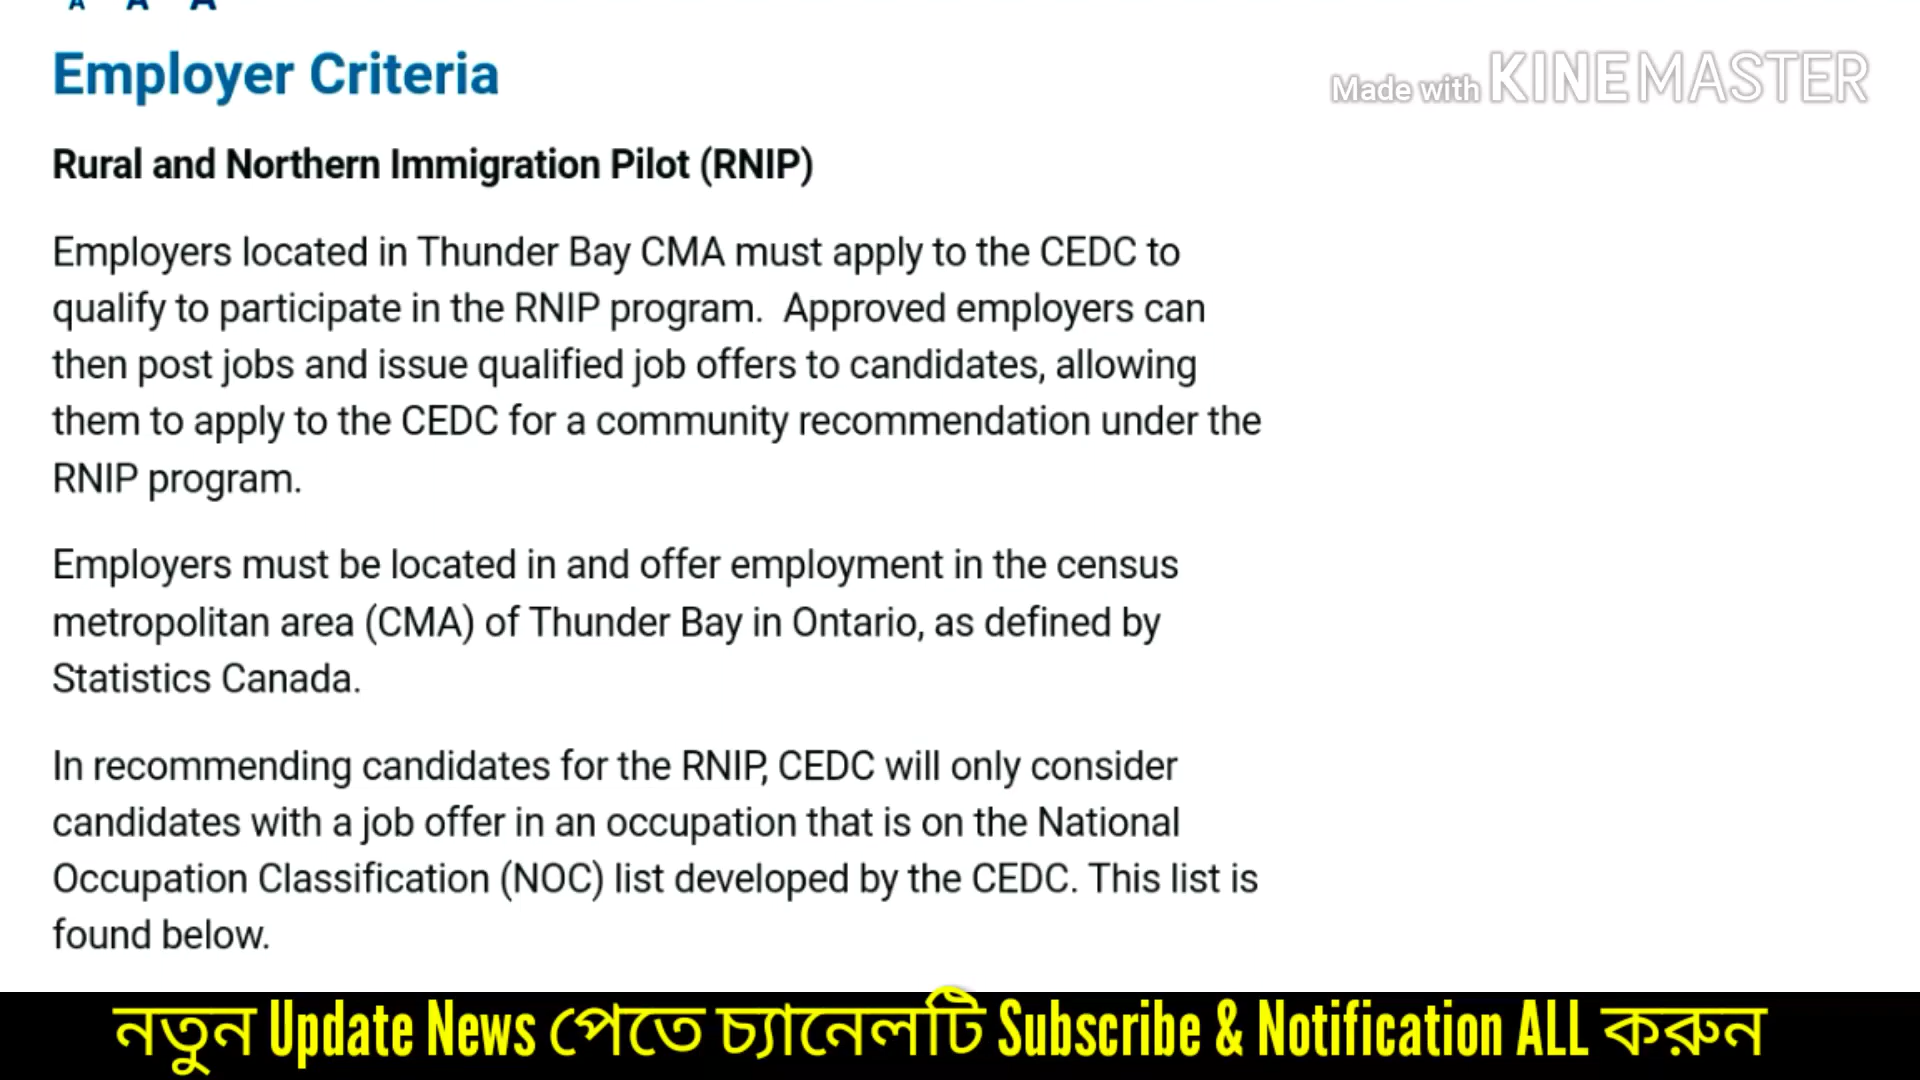 A A A
Employer Criteria
Made with KINEMASTER
Rural and Northern Immigration Pilot (RNIP)
Employers located in Thunder Bay CMA must apply to the CEDC to
qualify to participate in the RNIP program. Approved employers can
then post jobs and issue qualified job offers to candidates, allowing
them to apply to the CEDC for a community recommendation under the
RNIP program.
Employers must be located in and offer employment in the census
metropolitan area (CMA) of Thunder Bay in Ontario, as defined by
Statistics Canada.
In recommending candidates for the RNIP, CEDC will only consider
candidates with a job offer in an occupation that is on the National
Occupation Classification (NOC) list developed by the CEDC. This list is
found below.
নতুন Update News পেতে চ্যানেলটি Subscribe & Notification ALL করুন